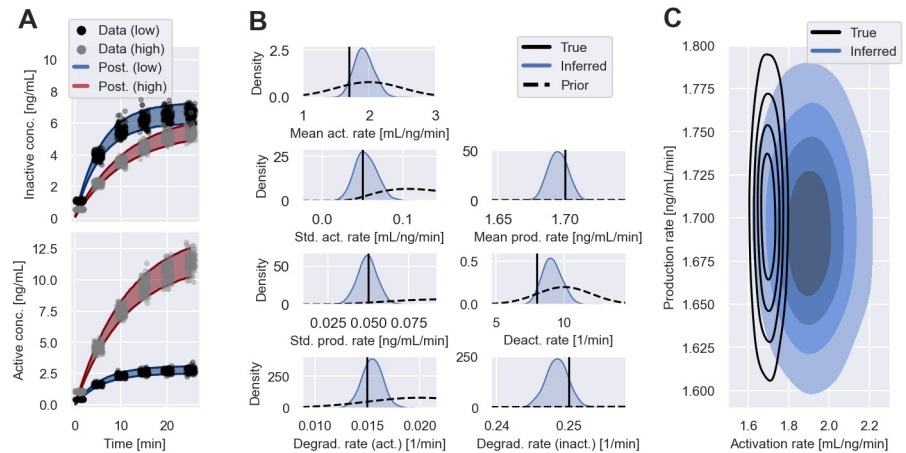 A
Data (low)
Data (high)
Post. (low)
Post. (high)
10
8
6
4
2
0
Inactive conc. [ng/mL]
12.5
10.0
7.5
5.0
2.5
0.0
Active conc. [ng/mL]
0 10 20
Time [min]
B
True
Inferred
Prior
2.5
0.0
Density
1 2 3
Mean act. rate [mL/ng/min]
25
0
Density
0.0 0.1
Std. act. rate [mL/ng/min]
50
0
1.65 1.70
Mean prod. rate [ng/mL/min]
50
0
Density
0.025 0.050 0.075
Std. prod. rate [ng/mL/min]
0.5
0.0
5 10
Deact. rate [1/min]
250
0
Density
0.010 0.015 0.020
Degrad. rate (act.) [1/min]
250
0
0.24 0.25
Degrad. rate (inact.) [1/min]
C
True
Inferred
1.800
1.775
1.750
1.725
1.700
1.675
1.650
1.625
1.600
Production rate [ng/mL/min]
1.6 1.8 2.0 2.2
Activation rate [mL/ng/min]